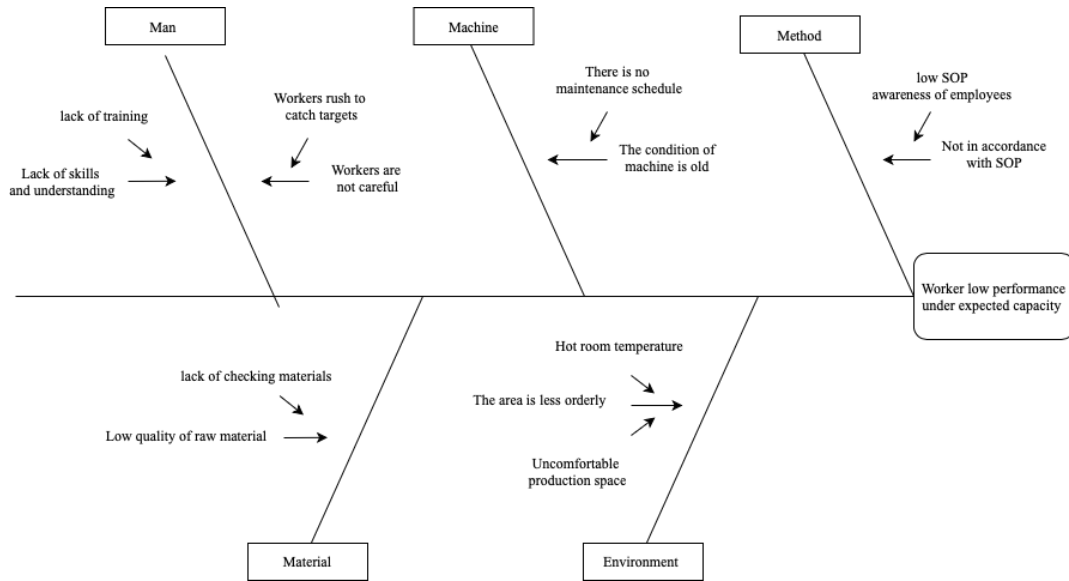 Man
Machine
Method
lack of training
Lack of skills
and understanding
Workers rush to
catch targets
Workers are
not careful
There is no
maintenance schedule
The condition of
machine is old
low SOP
awareness of employees
Not in accordance
with SOP
Worker low performance
under expected capacity
lack of checking materials
Low quality of raw material
Hot room temperature
The area is less orderly
Uncomfortable
production space
Material
Environment